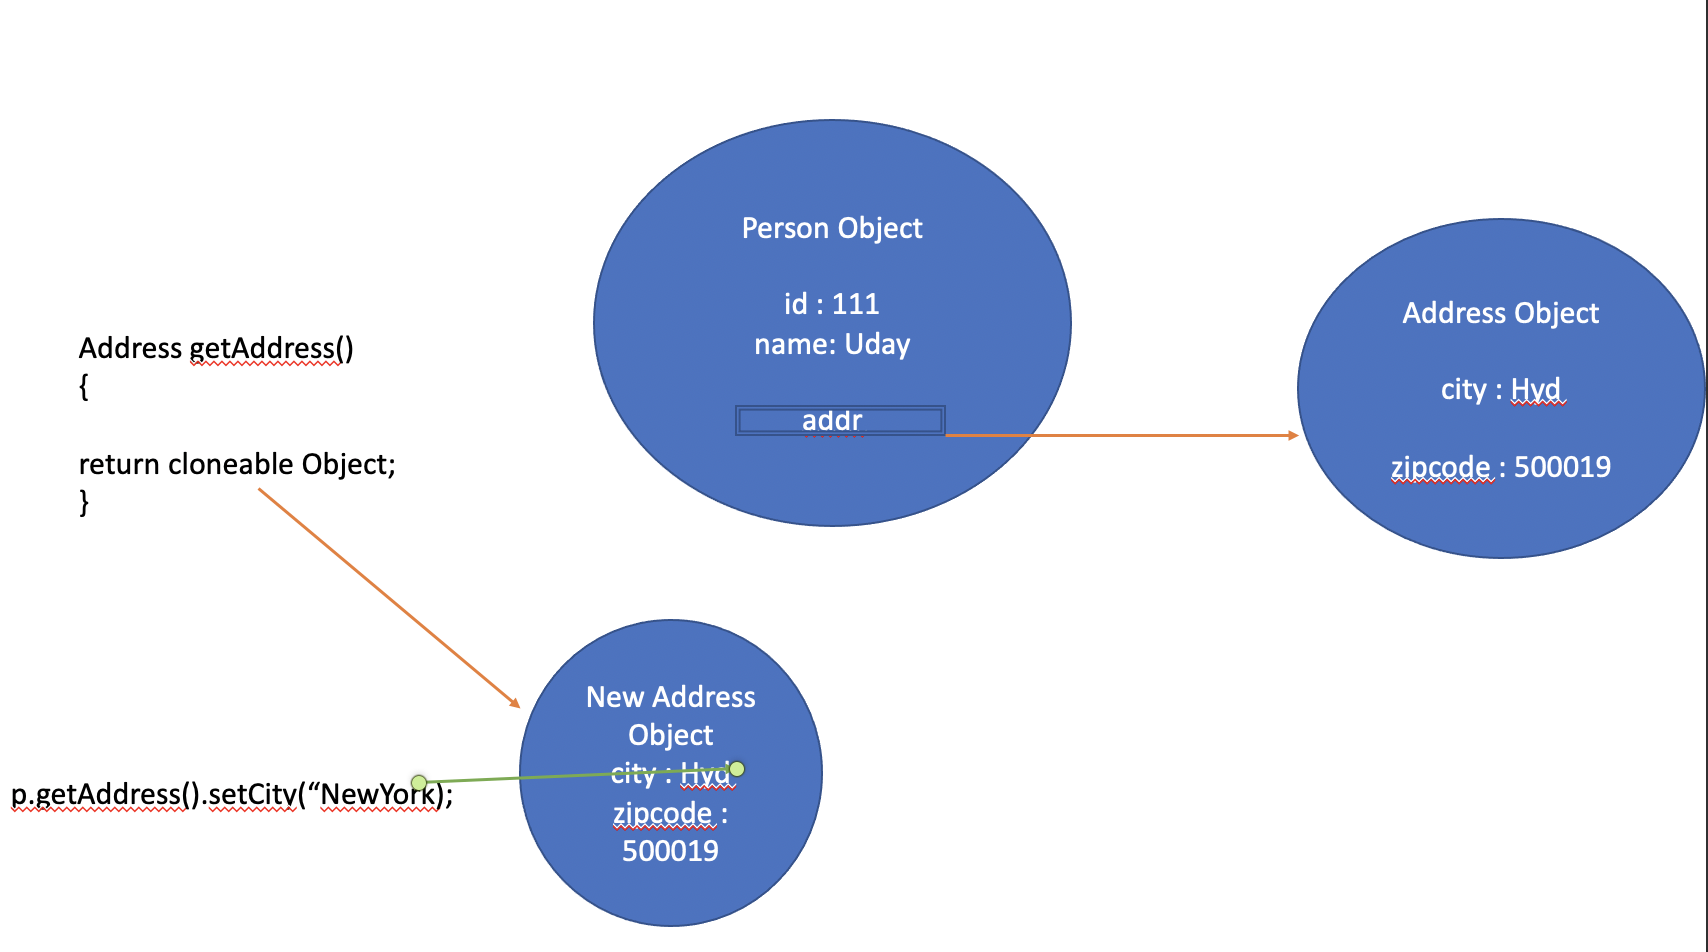 Person Object
id : 111
name: Uday
addr
Address Object
city : Hyd
zipcode : 500019
Address getAddress()
{
return cloneable Object;
}
New Address
Object
city : Hyd
zipcode :
500019
p.getAddress().setCity(“NewYork);